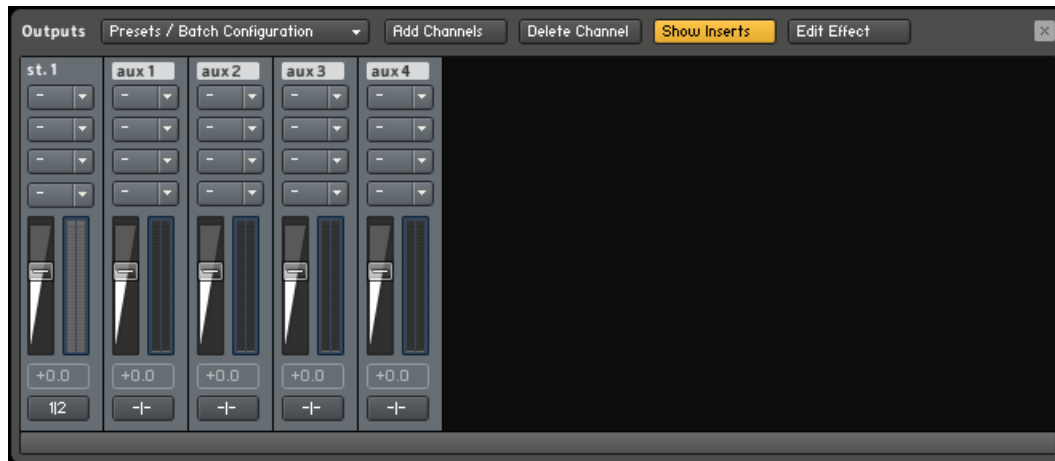 Outputs Presets / Batch Configuration Add Channels Delete Channel Show Inserts Edit Effect
st.1 aux 1 aux 2 aux 3 aux 4
- - - - -
- - - - -
- - - - -
- - - - -
+0.0 +0.0 +0.0 +0.0 +0.0
1|2 -|- -|- -|- -|-